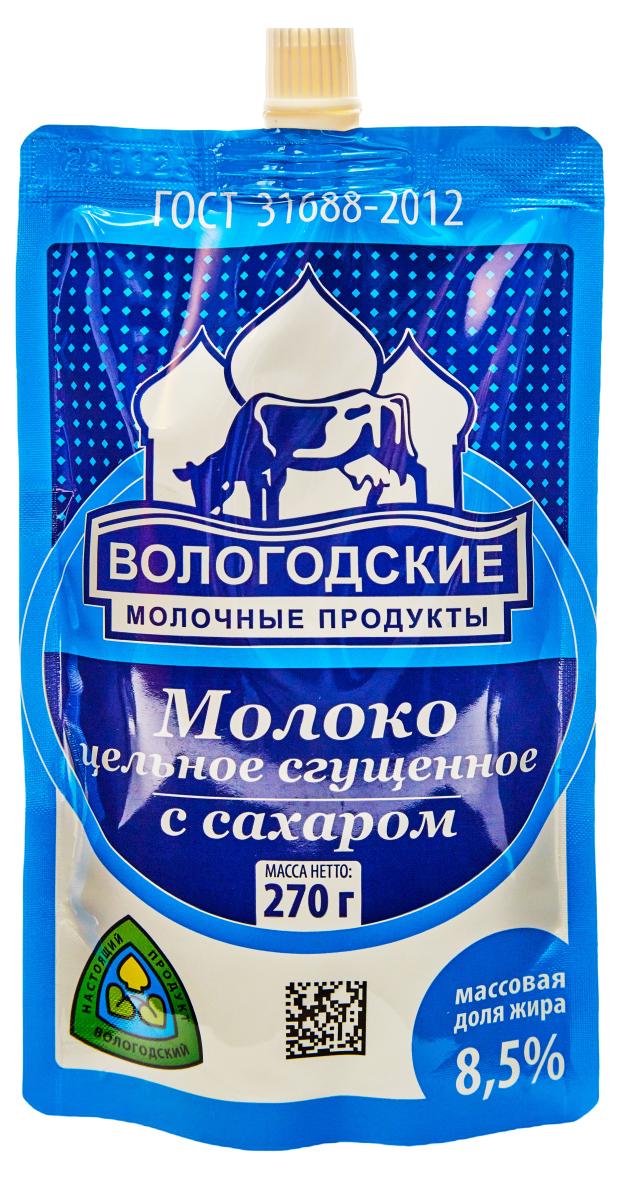 ГОСТ 31688-2012
ВОЛОГОДСКИЕ
МОЛОЧНЫЕ ПРОДУКТЫ
Молоко
цельное сгущенное
с сахаром
МАССА НЕТТО:
270 г
НАСТОЯЩИЙ ПРОДУКТ
ВОЛОГОДСКИЙ
массовая
доля жира
8,5%